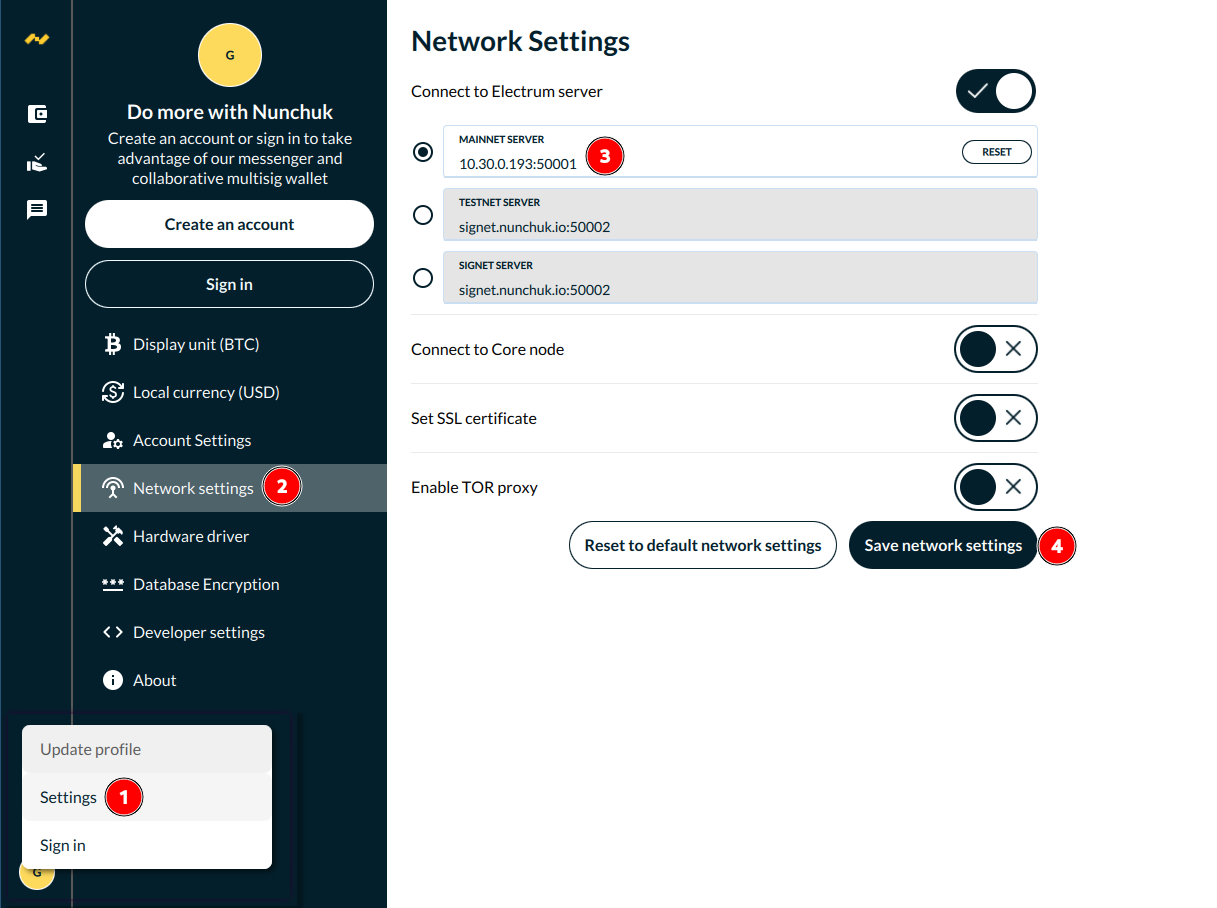 G
Do more with Nunchuk
Create an account or sign in to take
advantage of our messenger and
collaborative multisig wallet
Create an account
Sign in
Display unit (BTC)
Local currency (USD)
Account Settings
Network settings
2
Hardware driver
Database Encryption
Developer settings
About
Update profile
Settings
1
Sign in
G
Network Settings
Connect to Electrum server
MAINNET SERVER
10.30.0.193:50001
3
RESET
TESTNET SERVER
signet.nunchuk.io:50002
SIGNET SERVER
signet.nunchuk.io:50002
Connect to Core node
Set SSL certificate
Enable TOR proxy
Reset to default network settings
Save network settings
4